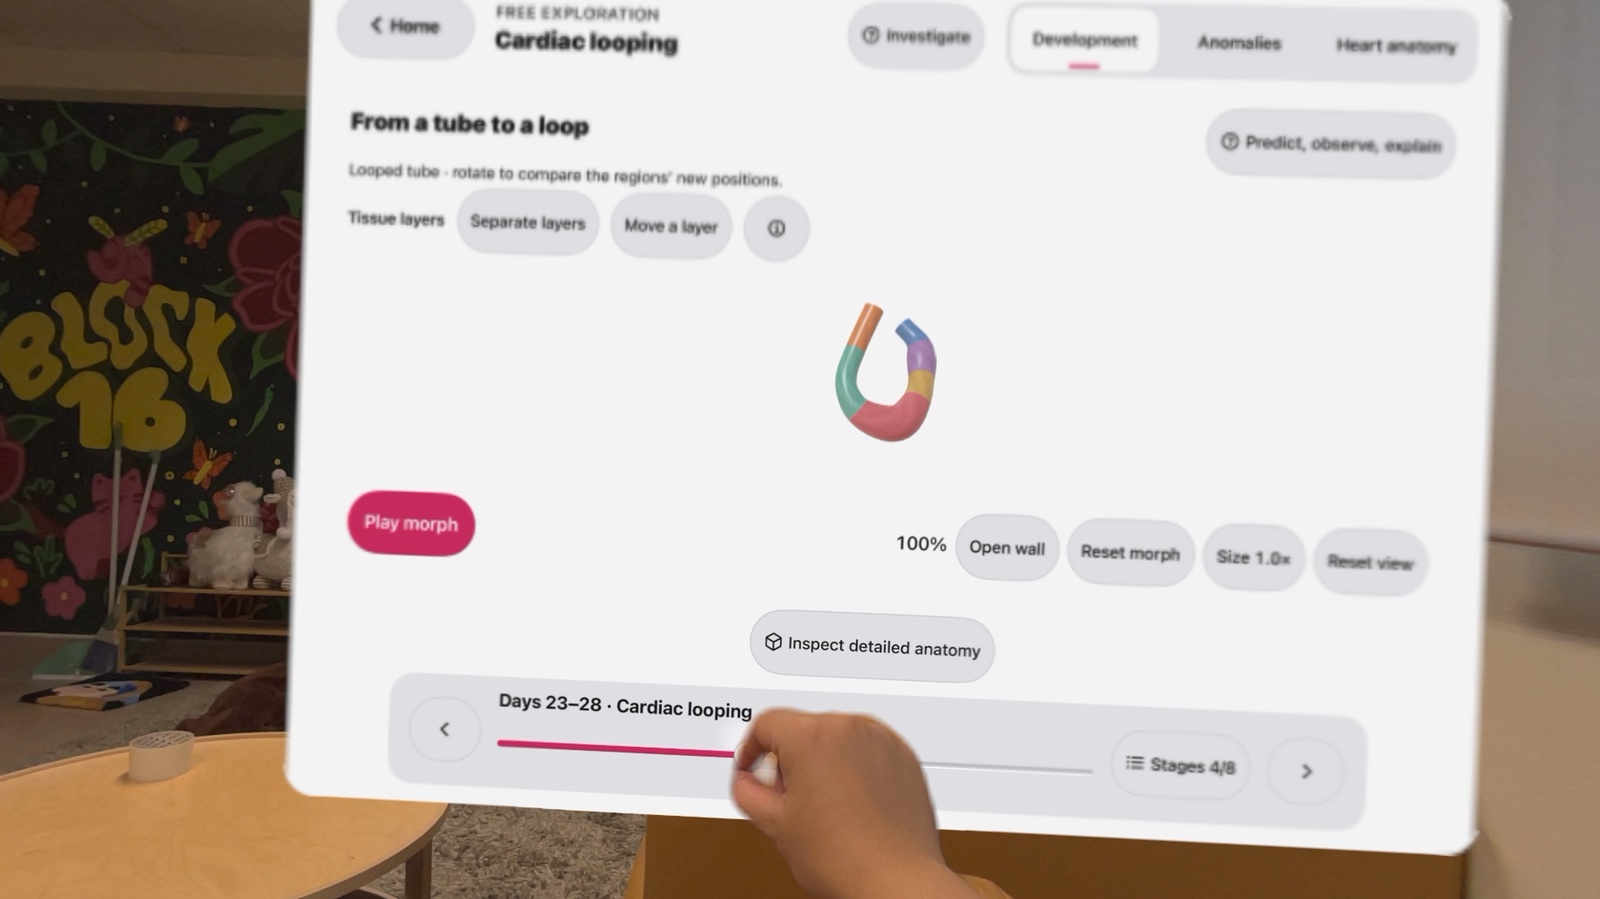 Home
FREE EXPLORATION
Cardiac looping
Investigate
Development
Anomalies
Heart anatomy
From a tube to a loop
Predict, observe, explain
Looped tube · rotate to compare the regions' new positions.
Tissue layers
Separate layers
Move a layer
BLOCK
16
Play morph
100%
Open wall
Reset morph
Size 1.0×
Reset view
Inspect detailed anatomy
Days 23–28 · Cardiac looping
Stages 4/8